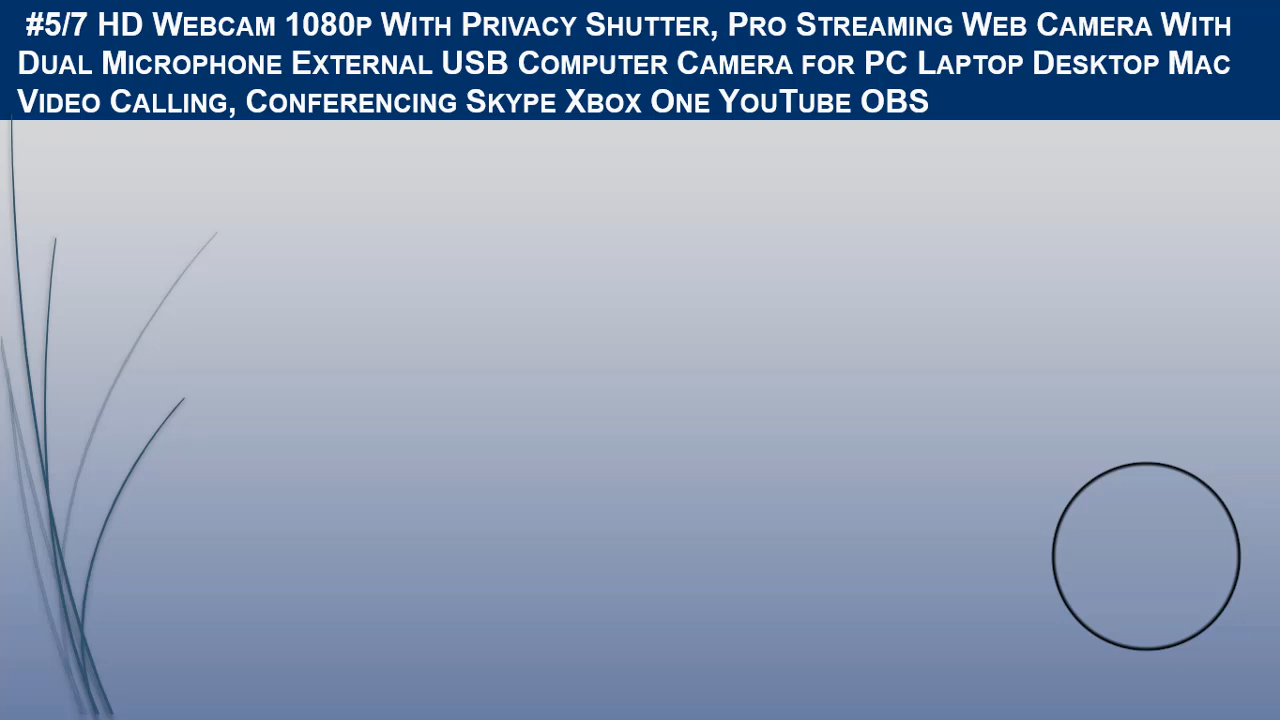 #5/7 HD Webcam 1080p With Privacy Shutter, Pro Streaming Web Camera With
Dual Microphone External USB Computer Camera for PC Laptop Desktop Mac
Video Calling, Conferencing Skype Xbox One YouTube OBS